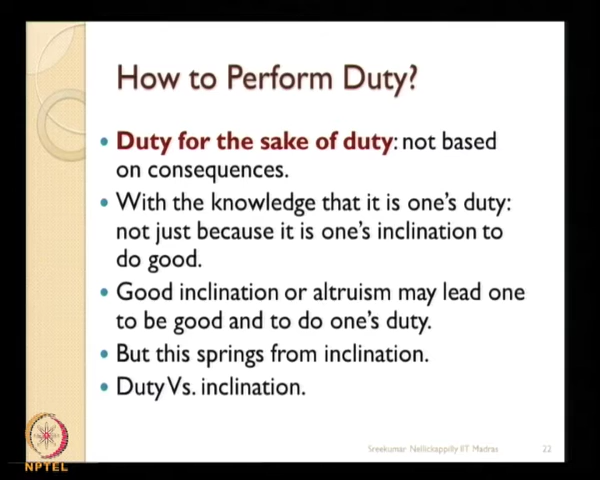 How to Perform Duty?
• Duty for the sake of duty: not based
on consequences.
• With the knowledge that it is one's duty:
not just because it is one's inclination to
do good.
• Good inclination or altruism may lead one
to be good and to do one's duty.
• But this springs from inclination.
• Duty Vs. inclination.
Sreekumar Nellickappilly IIT Madras
22
NPTEL